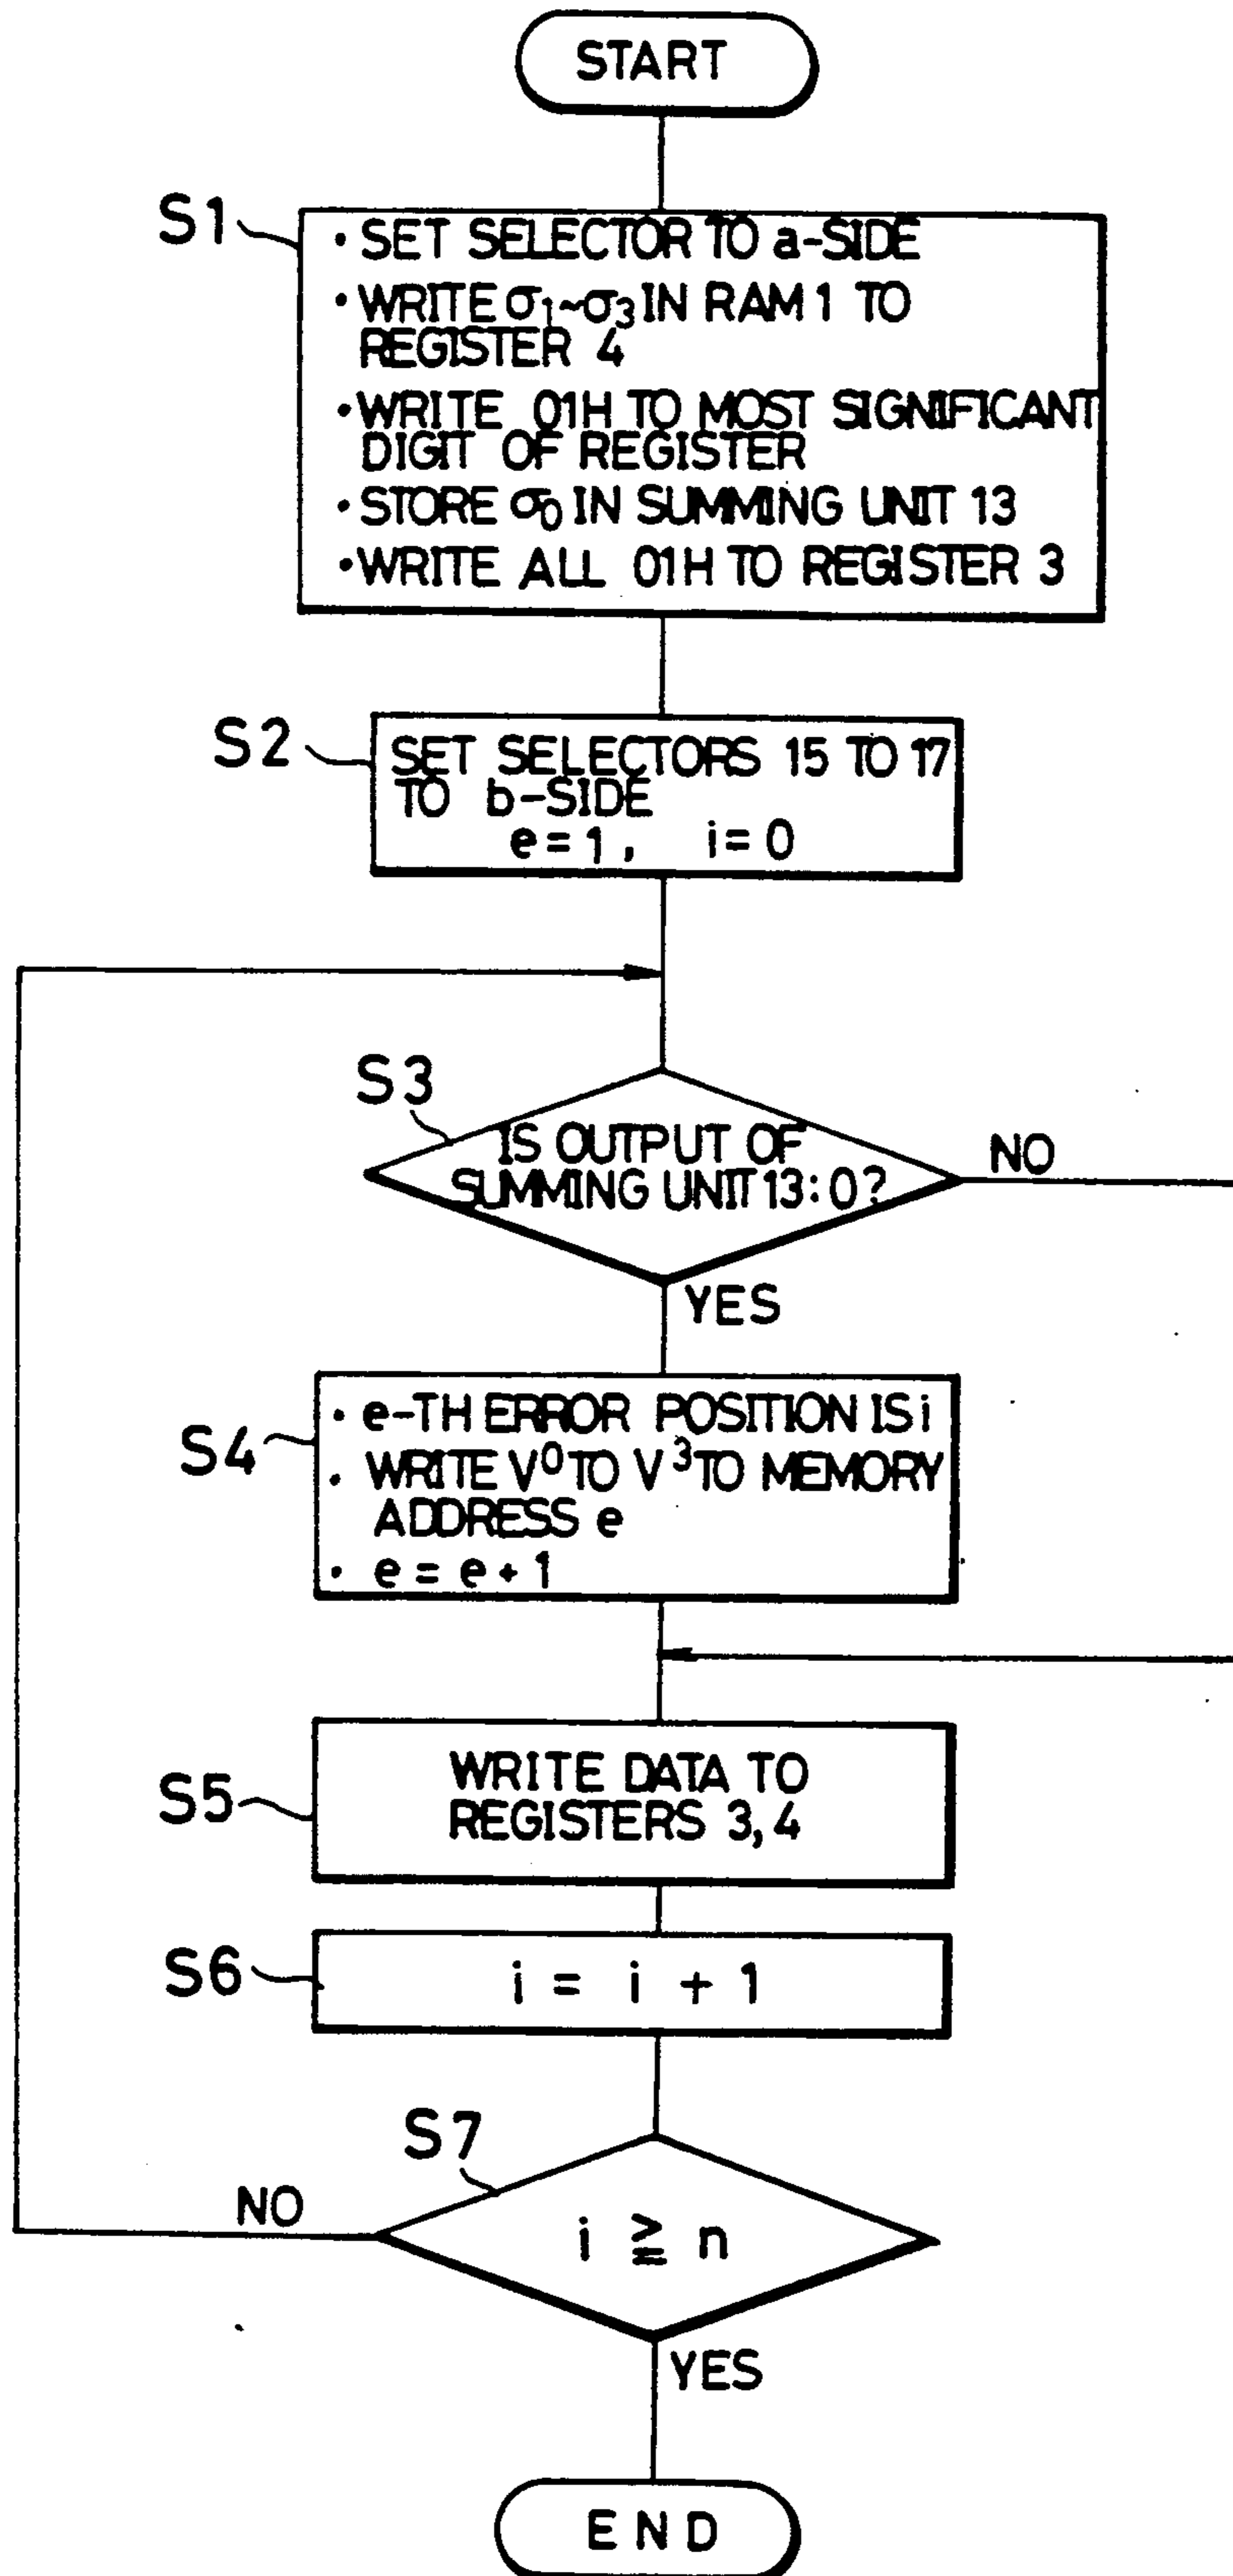 START
S1
· SET SELECTOR TO a-SIDE
· WRITE σ₁~σ₃ IN RAM 1 TO
REGISTER 4
· WRITE 01H TO MOST SIGNIFICANT
DIGIT OF REGISTER
· STORE σ₀ IN SUMMING UNIT 13
· WRITE ALL 01H TO REGISTER 3
S2
SET SELECTORS 15 TO 17
TO b-SIDE
e = 1 , i = 0
S3
IS OUTPUT OF
SUMMING UNIT 13 : 0?
NO
YES
S4
· e-TH ERROR POSITION IS i
· WRITE V⁰ TO V³ TO MEMORY
ADDRESS e
· e = e + 1
S5
WRITE DATA TO
REGISTERS 3, 4
S6
i = i + 1
S7
NO
i ≧ n
YES
END